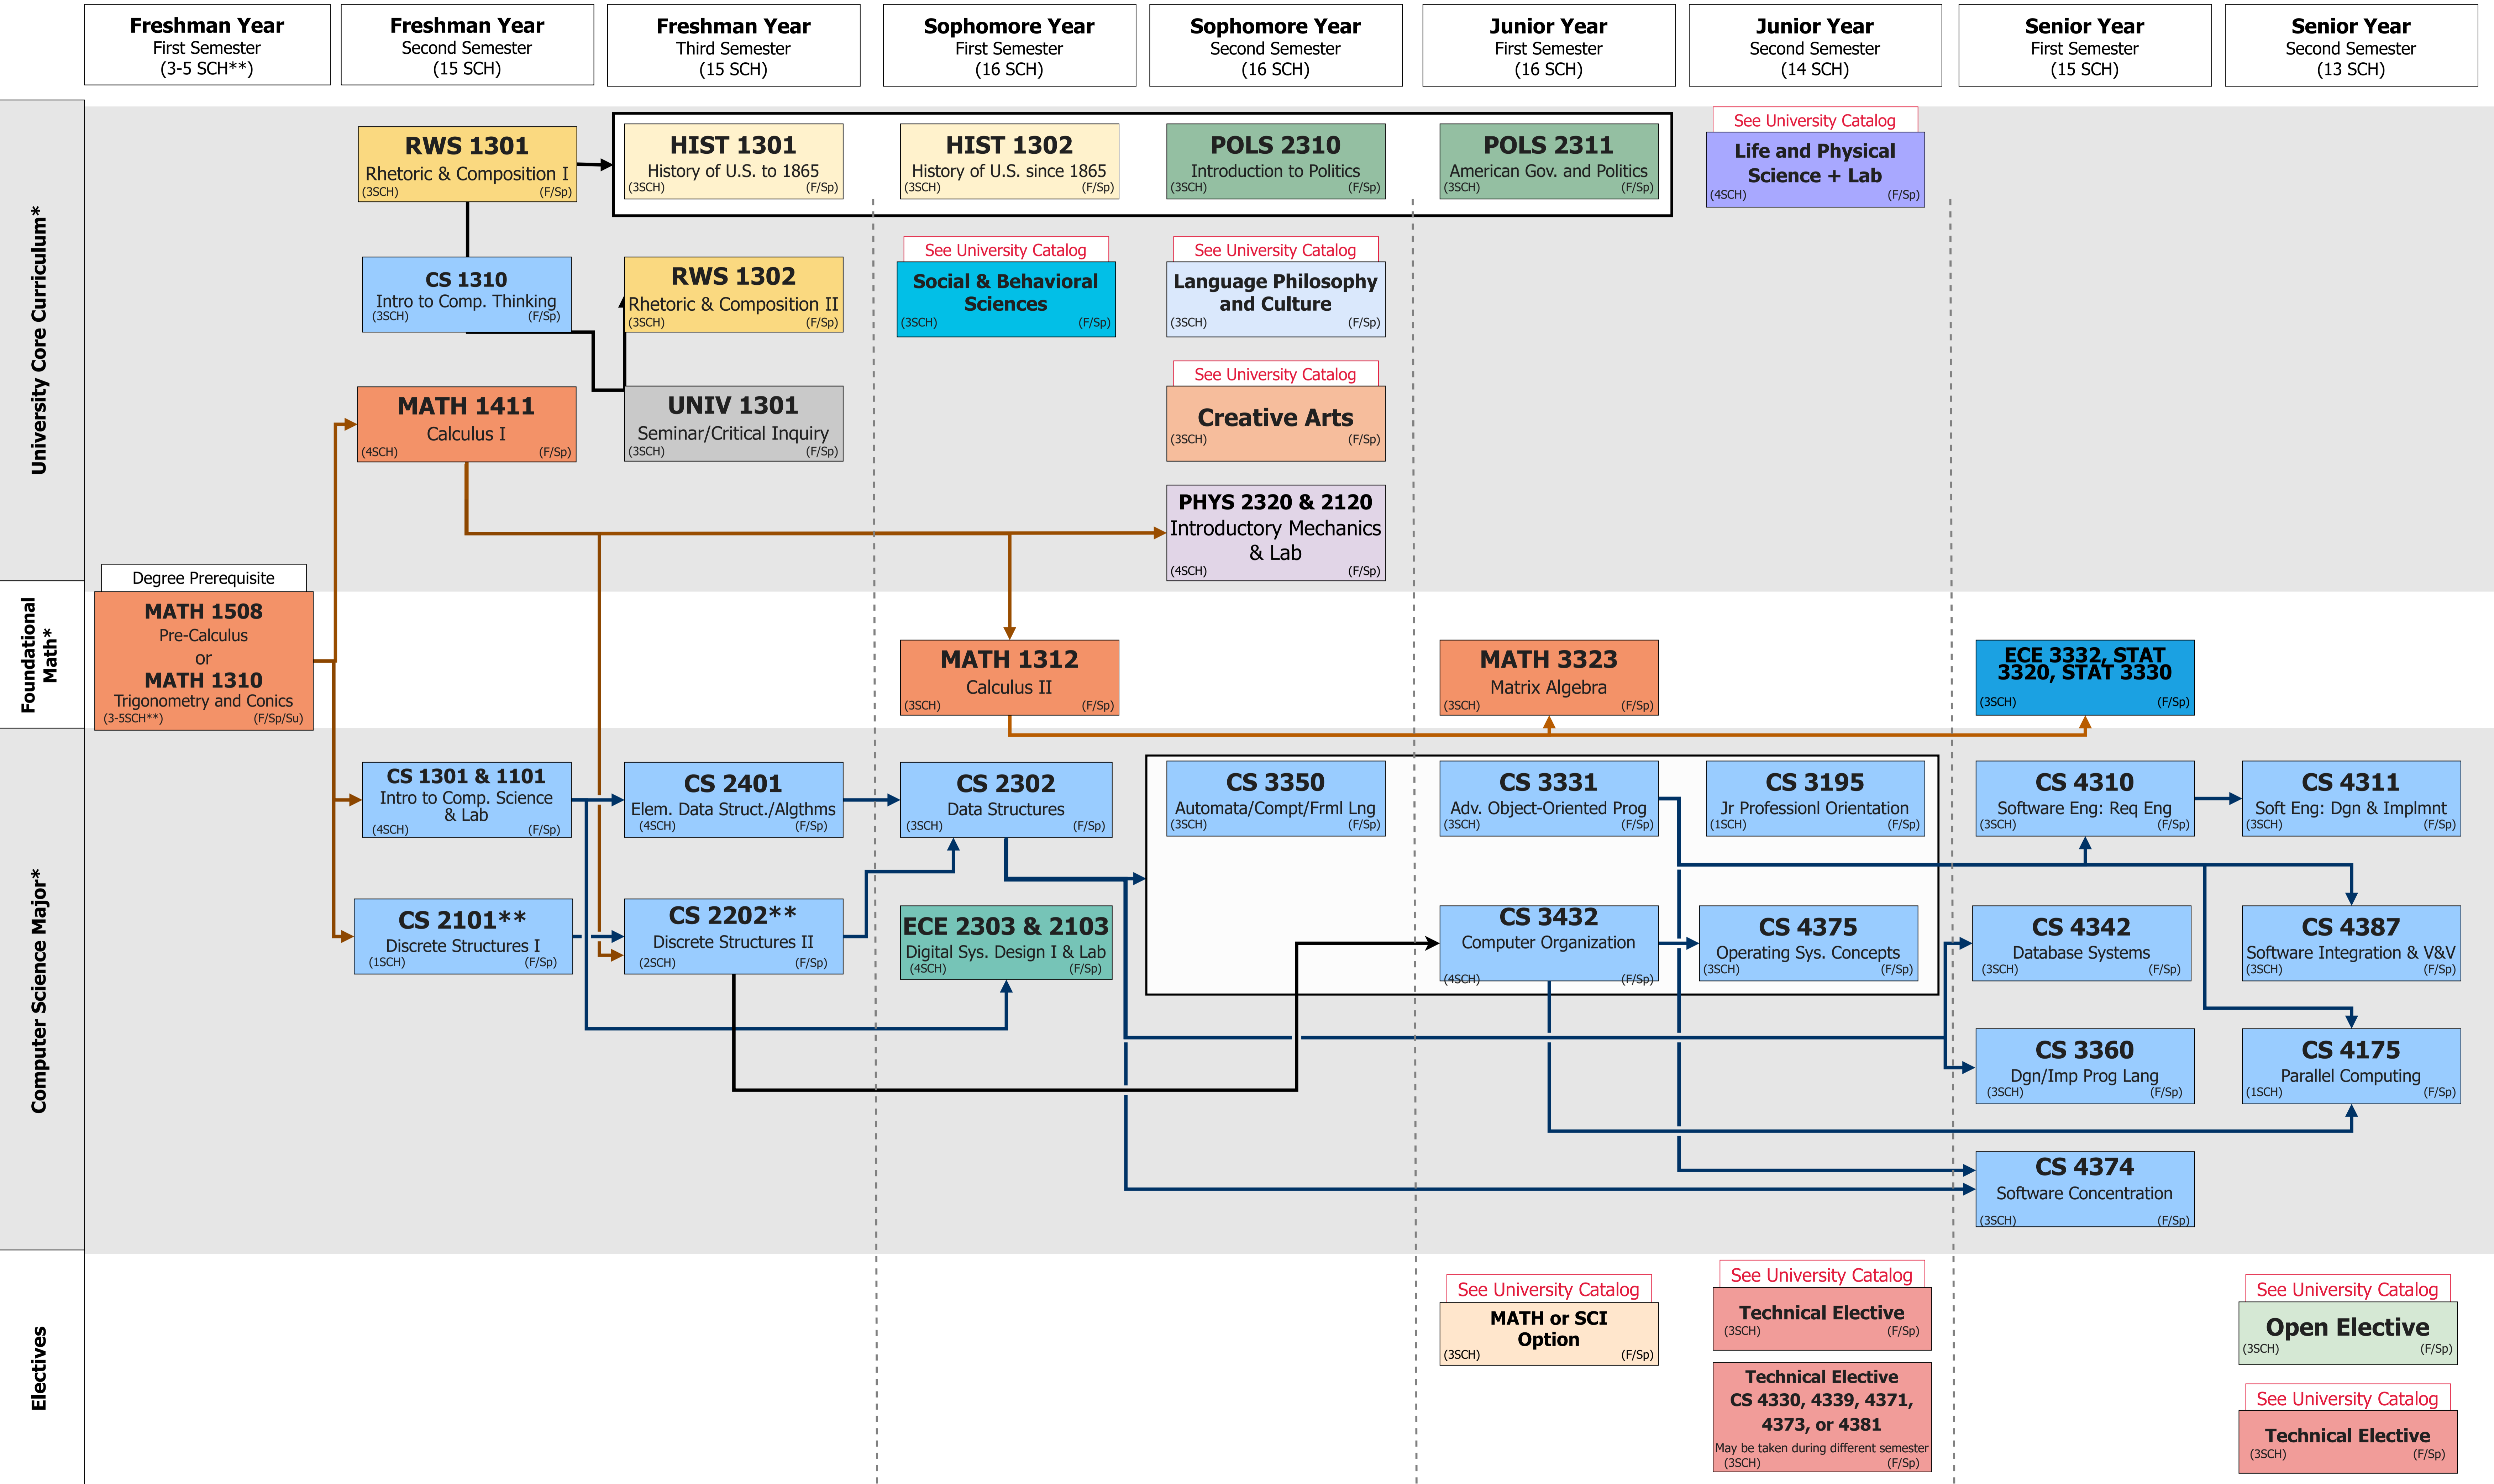 Freshman Year
First Semester
(3-5 SCH**)
Freshman Year
Second Semester
(15 SCH)
Freshman Year
Third Semester
(15 SCH)
Sophomore Year
First Semester
(16 SCH)
Sophomore Year
Second Semester
(16 SCH)
Junior Year
First Semester
(16 SCH)
Junior Year
Second Semester
(14 SCH)
Senior Year
First Semester
(15 SCH)
Senior Year
Second Semester
(13 SCH)
University Core Curriculum*
RWS 1301
Rhetoric & Composition I
(3SCH) (F/Sp)
HIST 1301
History of U.S. to 1865
(3SCH) (F/Sp)
HIST 1302
History of U.S. since 1865
(3SCH) (F/Sp)
POLS 2310
Introduction to Politics
(3SCH) (F/Sp)
POLS 2311
American Gov. and Politics
(3SCH) (F/Sp)
See University Catalog
Life and Physical
Science + Lab
(4SCH) (F/Sp)
CS 1310
Intro to Comp. Thinking
(3SCH) (F/Sp)
RWS 1302
Rhetoric & Composition II
(3SCH) (F/Sp)
See University Catalog
Social & Behavioral
Sciences
(3SCH) (F/Sp)
See University Catalog
Language Philosophy
and Culture
(3SCH) (F/Sp)
MATH 1411
Calculus I
(4SCH) (F/Sp)
UNIV 1301
Seminar/Critical Inquiry
(3SCH) (F/Sp)
See University Catalog
Creative Arts
(3SCH) (F/Sp)
PHYS 2320 & 2120
Introductory Mechanics
& Lab
(4SCH) (F/Sp)
Foundational
Math*
Degree Prerequisite
MATH 1508
Pre-Calculus
or
MATH 1310
Trigonometry and Conics
(3-5SCH**) (F/Sp/Su)
MATH 1312
Calculus II
(3SCH) (F/Sp)
MATH 3323
Matrix Algebra
(3SCH) (F/Sp)
ECE 3332, STAT
3320, STAT 3330
(3SCH) (F/Sp)
Computer Science Major*
CS 1301 & 1101
Intro to Comp. Science
& Lab
(4SCH) (F/Sp)
CS 2401
Elem. Data Struct./Algthms
(4SCH) (F/Sp)
CS 2302
Data Structures
(3SCH) (F/Sp)
CS 3350
Automata/Compt/Frml Lng
(3SCH) (F/Sp)
CS 3331
Adv. Object-Oriented Prog
(3SCH) (F/Sp)
CS 3195
Jr Professionl Orientation
(1SCH) (F/Sp)
CS 4310
Software Eng: Req Eng
(3SCH) (F/Sp)
CS 4311
Soft Eng: Dgn & Implmnt
(3SCH) (F/Sp)
CS 2101**
Discrete Structures I
(1SCH) (F/Sp)
CS 2202**
Discrete Structures II
(2SCH) (F/Sp)
ECE 2303 & 2103
Digital Sys. Design I & Lab
(4SCH) (F/Sp)
CS 3432
Computer Organization
(4SCH) (F/Sp)
CS 4375
Operating Sys. Concepts
(3SCH) (F/Sp)
CS 4342
Database Systems
(3SCH) (F/Sp)
CS 4387
Software Integration & V&V
(3SCH) (F/Sp)
CS 3360
Dgn/Imp Prog Lang
(3SCH) (F/Sp)
CS 4175
Parallel Computing
(1SCH) (F/Sp)
CS 4374
Software Concentration
(3SCH) (F/Sp)
Electives
See University Catalog
MATH or SCI
Option
(3SCH) (F/Sp)
See University Catalog
Technical Elective
(3SCH) (F/Sp)
Technical Elective
CS 4330, 4339, 4371,
4373, or 4381
May be taken during different semester
(3SCH) (F/Sp)
See University Catalog
Open Elective
(3SCH) (F/Sp)
See University Catalog
Technical Elective
(3SCH) (F/Sp)